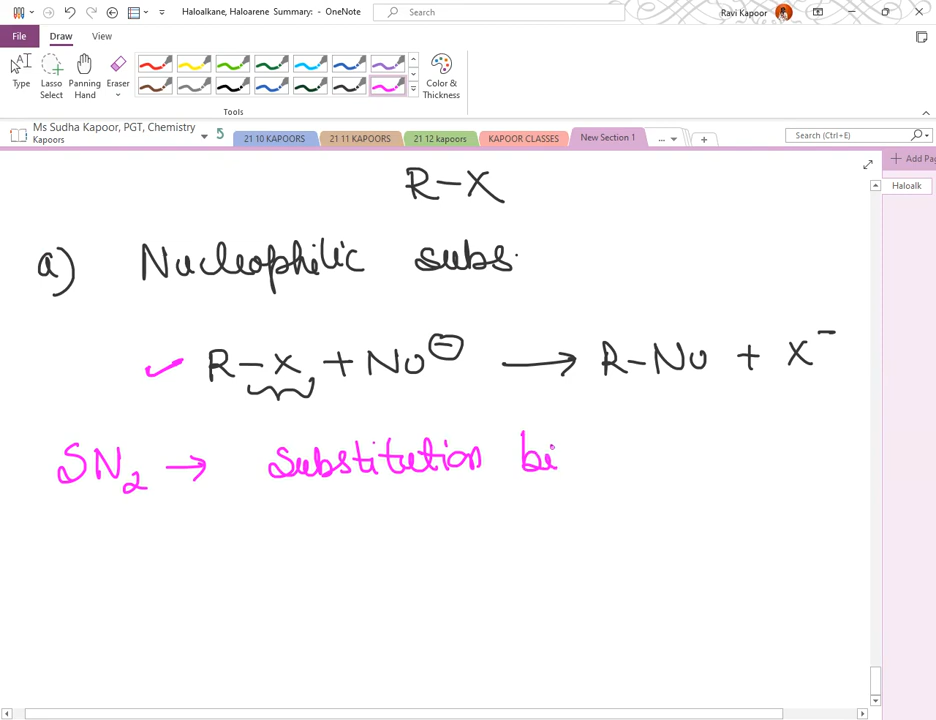 Haloalkane, Haloarene Summary: - OneNote
Search
Ravi Kapoor
File
Draw
View
Type
Lasso Select
Panning Hand
Eraser
Color & Thickness
Tools
Ms Sudha Kapoor, PGT, Chemistry
Kapoors
21 10 KAPOORS
21 11 KAPOORS
21 12 kapoors
KAPOOR CLASSES
New Section 1
...
Search (Ctrl+E)
Add Pag
Haloalk
R-X
a) Nucleophilic subs.
R-X + Nu⊖ → R-Nu + X⁻
SN₂ → Substitution bi